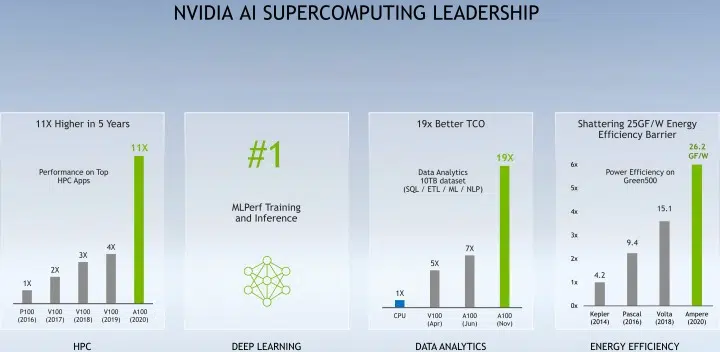 NVIDIA AI SUPERCOMPUTING LEADERSHIP
11X Higher in 5 Years
11X
Performance on Top
HPC Apps
4X
3X
2X
1X
P100 V100 V100 V100 A100
(2016) (2017) (2018) (2019) (2020)
HPC
#1
MLPerf Training
and Inference
DEEP LEARNING
19x Better TCO
19X
Data Analytics
10TB dataset
(SQL / ETL / ML / NLP)
7X
5X
1X
CPU V100 A100 A100
(Apr) (Jun) (Nov)
DATA ANALYTICS
Shattering 25GF/W Energy
Efficiency Barrier
26.2
GF/W
6x
Power Efficiency on
Green500
5x
4x
15.1
3x
9.4
2x
4.2
1x
0x
Kepler Pascal Volta Ampere
(2014) (2016) (2018) (2020)
ENERGY EFFICIENCY